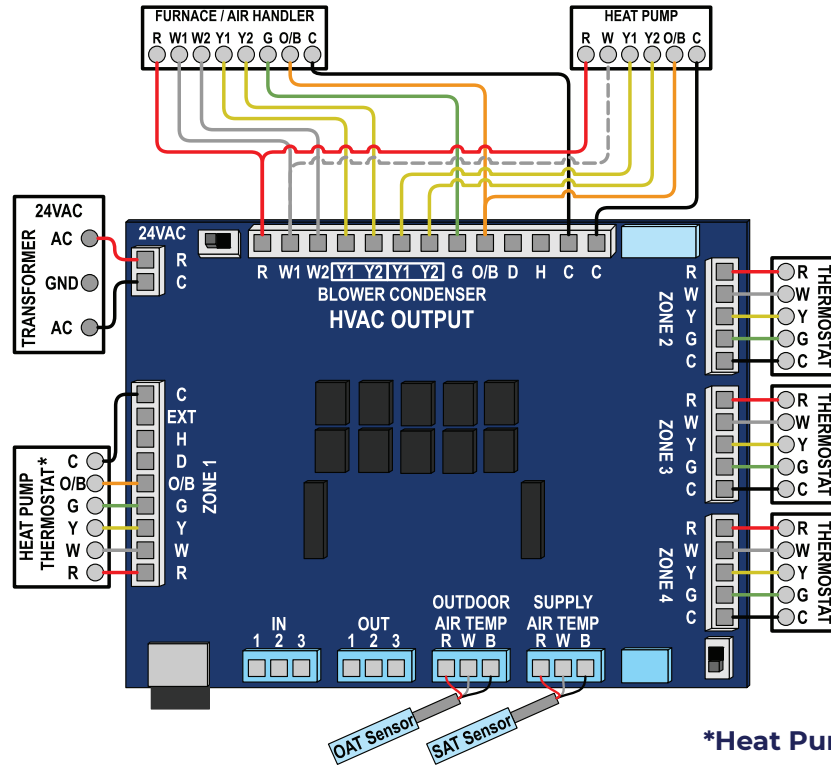 FURNACE / AIR HANDLER
R W1 W2 Y1 Y2 G O/B C
HEAT PUMP
R W Y1 Y2 O/B C
24VAC
AC
GND
AC
TRANSFORMER
24VAC
R
C
R W1 W2 Y1 Y2 Y1 Y2 G O/B D H C C
BLOWER CONDENSER
HVAC OUTPUT
C
EXT
H
D
O/B
G
Y
W
R
ZONE 1
HEAT PUMP
THERMOSTAT*
C
O/B
G
Y
W
R
ZONE 2
R
W
Y
G
C
R
W
Y
G
C
THERMOSTAT
ZONE 3
R
W
Y
G
C
R
W
Y
G
C
THERMOSTAT
ZONE 4
R
W
Y
G
C
R
W
Y
G
C
THERMOSTAT
IN
1 2 3
OUT
1 2 3
OUTDOOR
AIR TEMP
R W B
SUPPLY
AIR TEMP
R W B
OAT Sensor
SAT Sensor
*Heat Pur